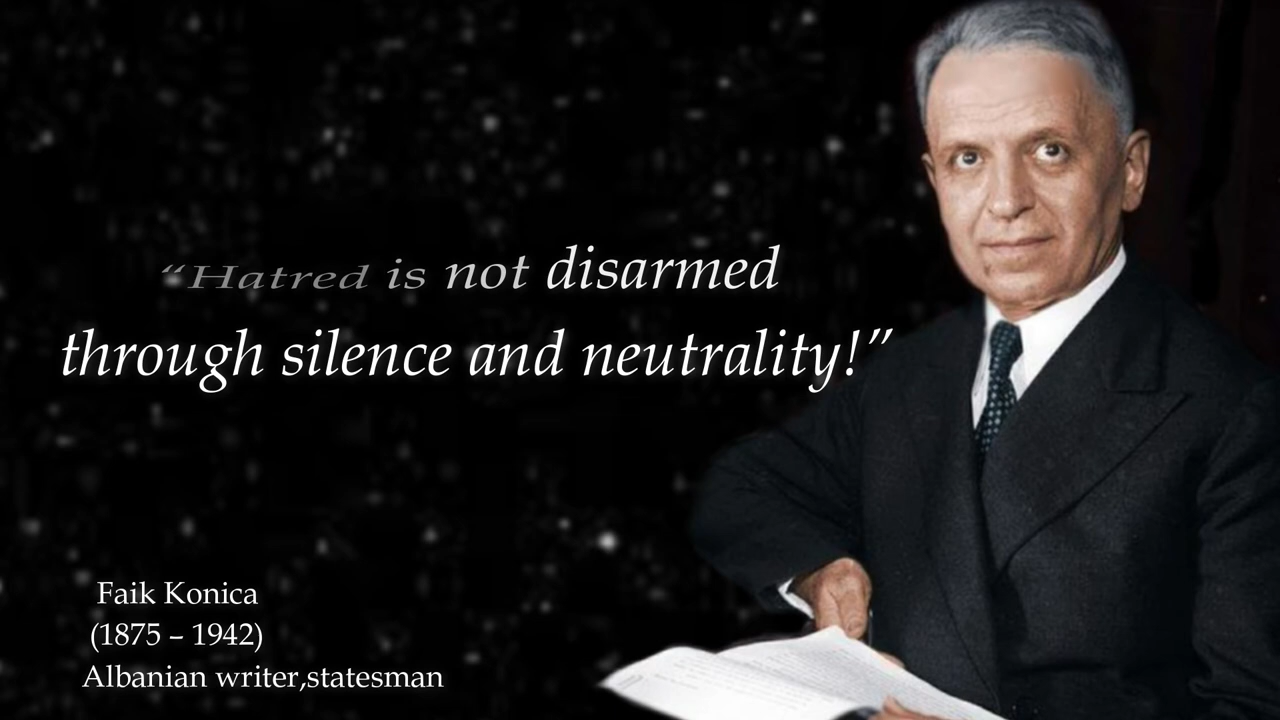 “Hatred is not disarmed
through silence and neutrality!”
Faik Konica
(1875 – 1942)
Albanian writer,statesman